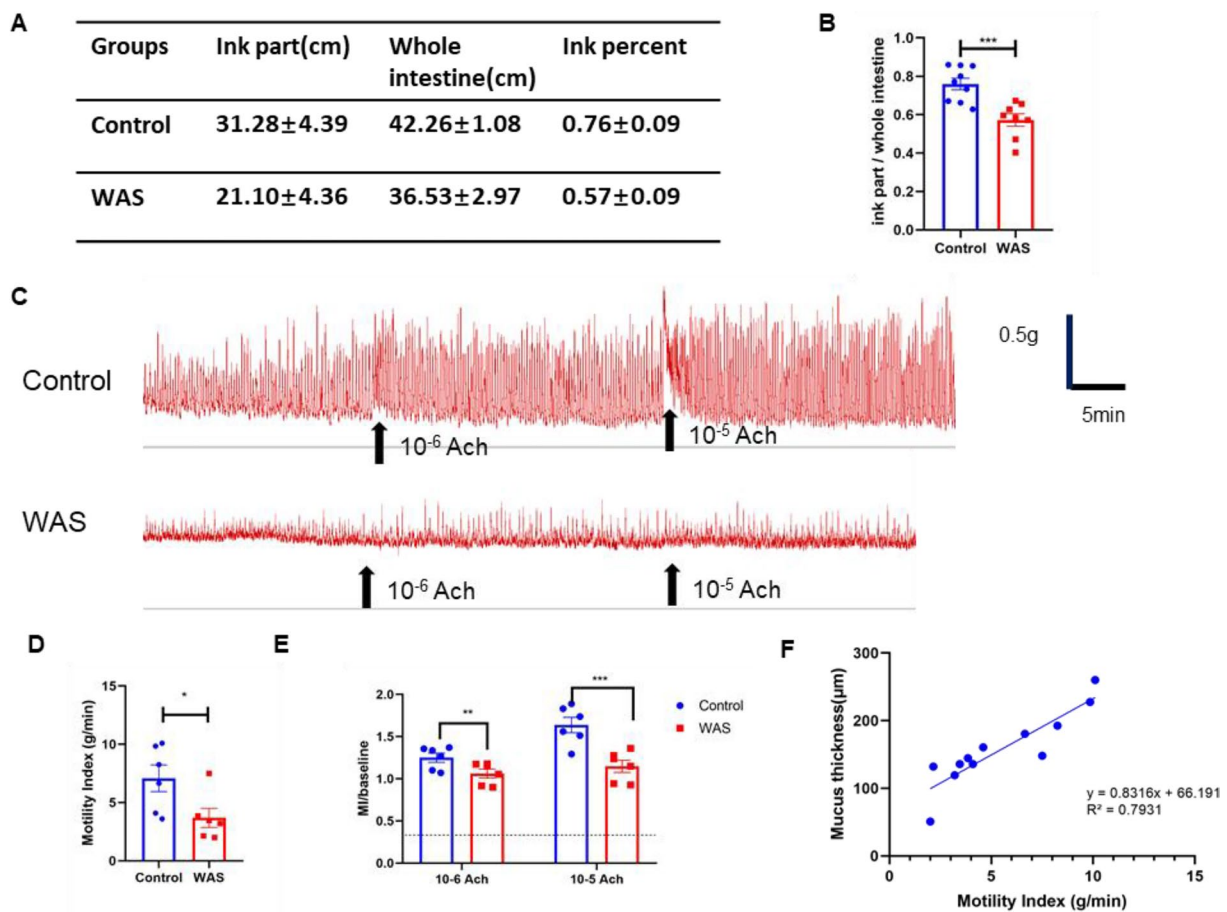 A
Groups Ink part(cm) Whole intestine(cm) Ink percent
Control 31.28±4.39 42.26±1.08 0.76±0.09
WAS 21.10±4.36 36.53±2.97 0.57±0.09
B
ink part / whole intestine
1.0
0.8
0.6
0.4
0.2
0.0
***
Control WAS
C
Control
10-6 Ach
10-5 Ach
0.5g
5min
WAS
10-6 Ach
10-5 Ach
D
Motility Index (g/min)
15
10
5
0
*
Control WAS
E
MI/baseline
2.0
1.5
1.0
0.5
0.0
**
***
Control
WAS
10-6 Ach 10-5 Ach
F
Mucus thickness(μm)
300
200
100
0
y = 0.8316x + 66.191
R² = 0.7931
0 5 10 15
Motility Index (g/min)